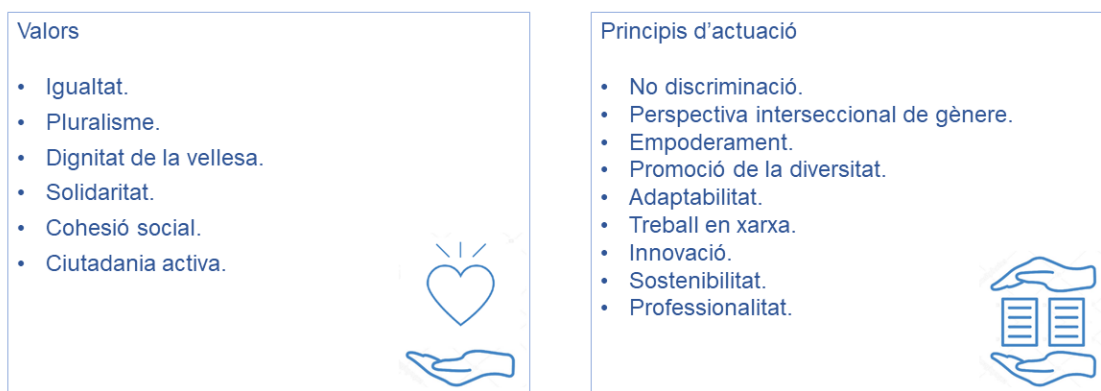 Valors
• Igualtat.
• Pluralisme.
• Dignitat de la vellesa.
• Solidaritat.
• Cohesió social.
• Ciutadania activa.
Principis d’actuació
• No discriminació.
• Perspectiva interseccional de gènere.
• Empoderament.
• Promoció de la diversitat.
• Adaptabilitat.
• Treball en xarxa.
• Innovació.
• Sostenibilitat.
• Professionalitat.